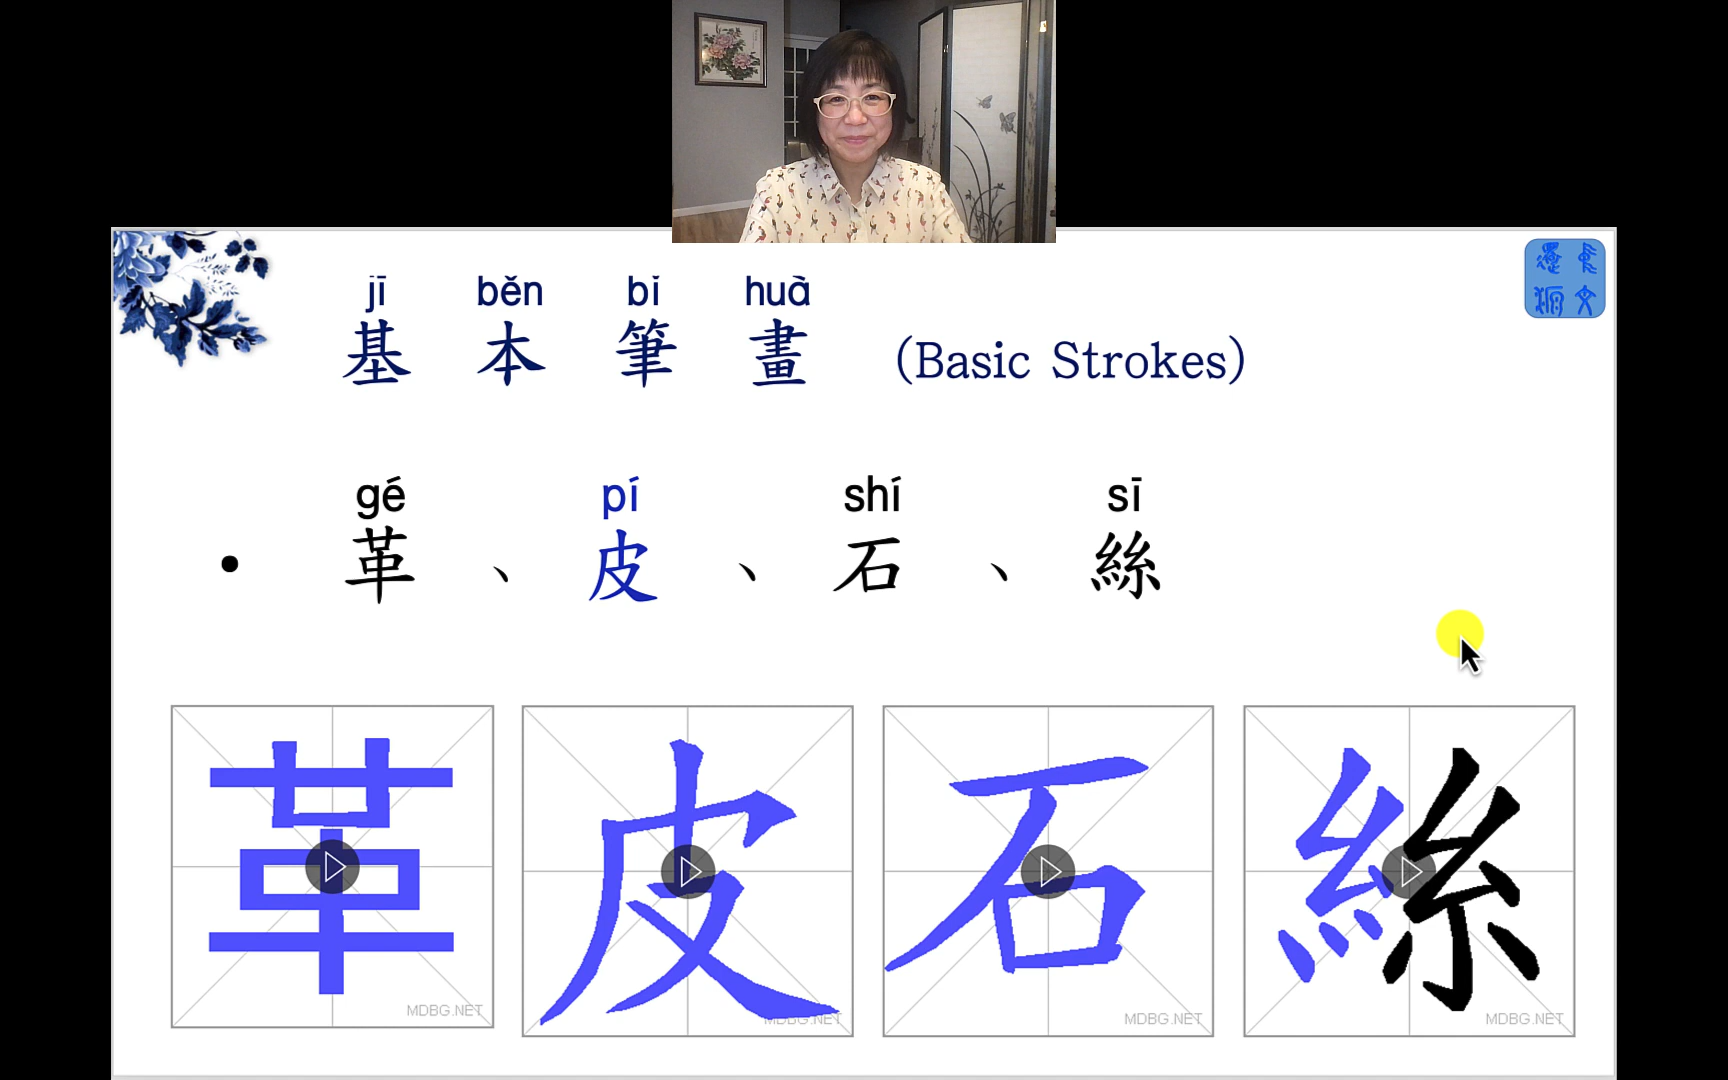 jī běn bǐ huà
基 本 筆 畫 (Basic Strokes)
gé pí shí sī
• 革 、 皮 、 石 、 絲
革 皮 石 絲
MDBG.NET MDBG.NET MDBG.NET MDBG.NET